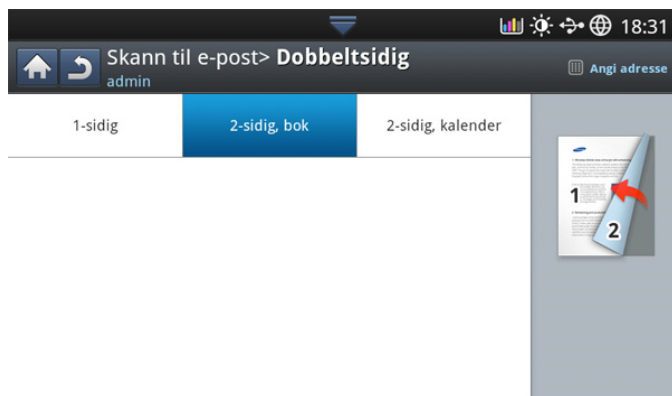 18:31
Skann til e-post> Dobbeltsidig
admin
Angi adresse
1-sidig
2-sidig, bok
2-sidig, kalender
1
2